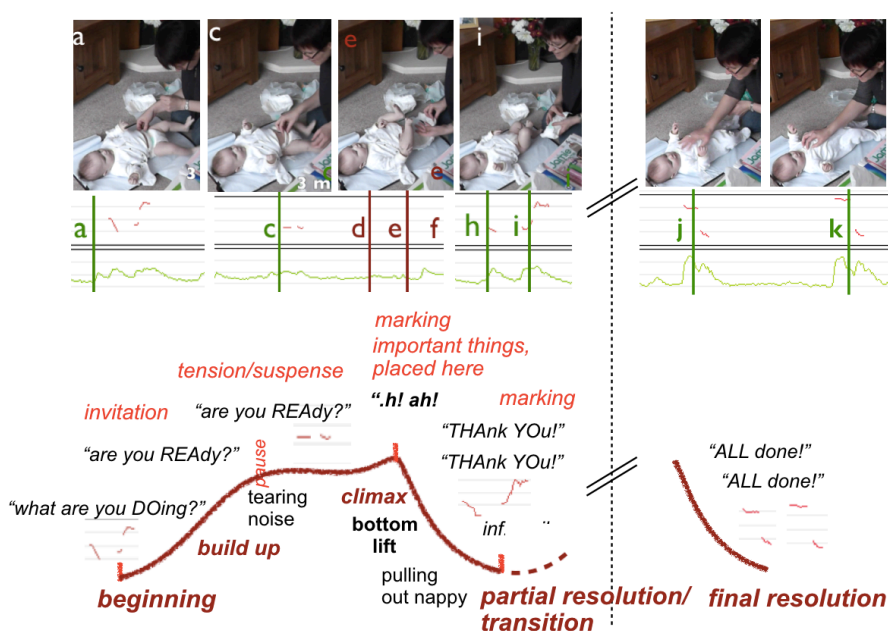 a
c
e
i
3
3 m
e
a
c
d
e
f
h
i
j
k
marking
important things,
placed here
tension/suspense
marking
invitation
“are you REAdy?”
“.h! ah!
“THAnk YOu!”
“are you REAdy?”
pause
“THAnk YOu!”
“ALL done!”
“ALL done!”
“what are you DOing?”
tearing
noise
climax
build up
bottom
lift
pulling
out nappy
beginning
partial resolution/
transition
final resolution